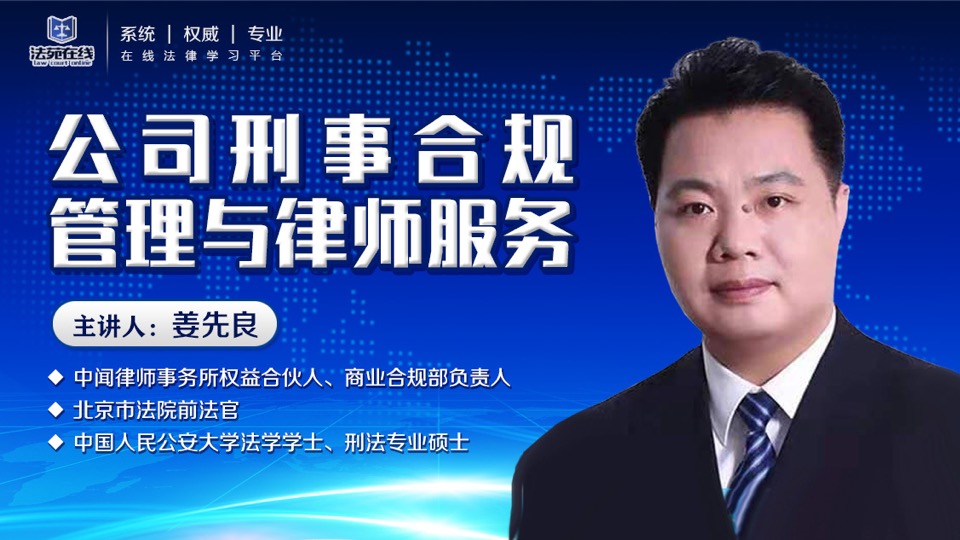 法苑在线
Law court online
系统 | 权威 | 专业
在线法律学习平台
公司刑事合规
管理与律师服务
主讲人：姜先良
◆ 中闻律师事务所权益合伙人、商业合规部负责人
◆ 北京市法院前法官
◆ 中国人民公安大学法学学士、刑法专业硕士